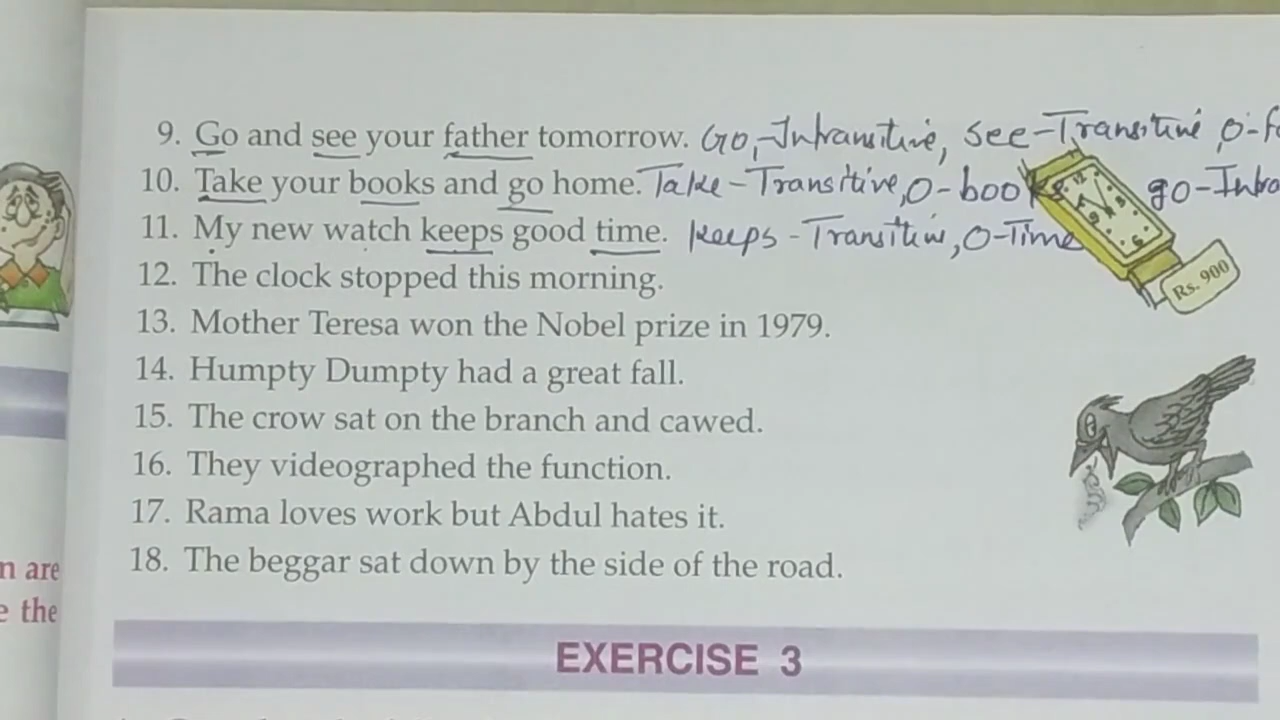 9. Go and see your father tomorrow. Go, Intransitive, see-Transitive, o-
10. Take your books and go home. Take-Transitive, O-books go-Intra
11. My new watch keeps good time. keeps-Transitive, O-Time
Rs. 900
12. The clock stopped this morning.
13. Mother Teresa won the Nobel prize in 1979.
14. Humpty Dumpty had a great fall.
15. The crow sat on the branch and cawed.
16. They videographed the function.
17. Rama loves work but Abdul hates it.
18. The beggar sat down by the side of the road.
n are
e the
EXERCISE 3